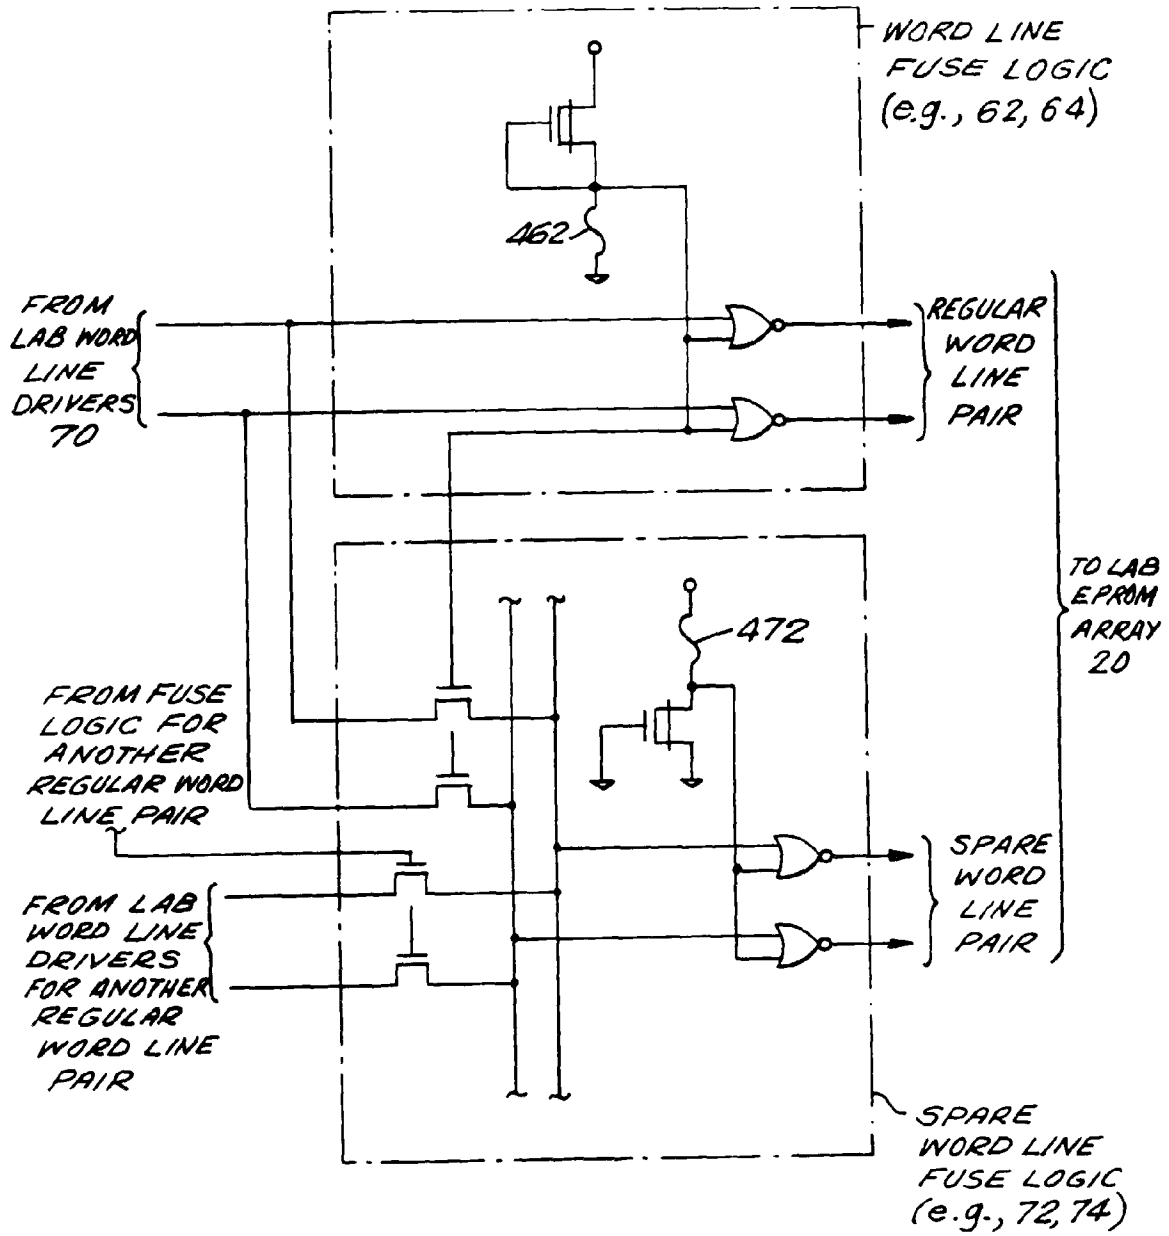 WORD LINE
FUSE LOGIC
(e.g., 62, 64)
462
FROM
LAB WORD
LINE
DRIVERS
70
REGULAR
WORD
LINE
PAIR
TO LAB
EPROM
ARRAY
20
472
FROM FUSE
LOGIC FOR
ANOTHER
REGULAR WORD
LINE PAIR
FROM LAB
WORD LINE
DRIVERS
FOR ANOTHER
REGULAR
WORD LINE
PAIR
SPARE
WORD
LINE
PAIR
SPARE
WORD LINE
FUSE LOGIC
(e.g., 72, 74)